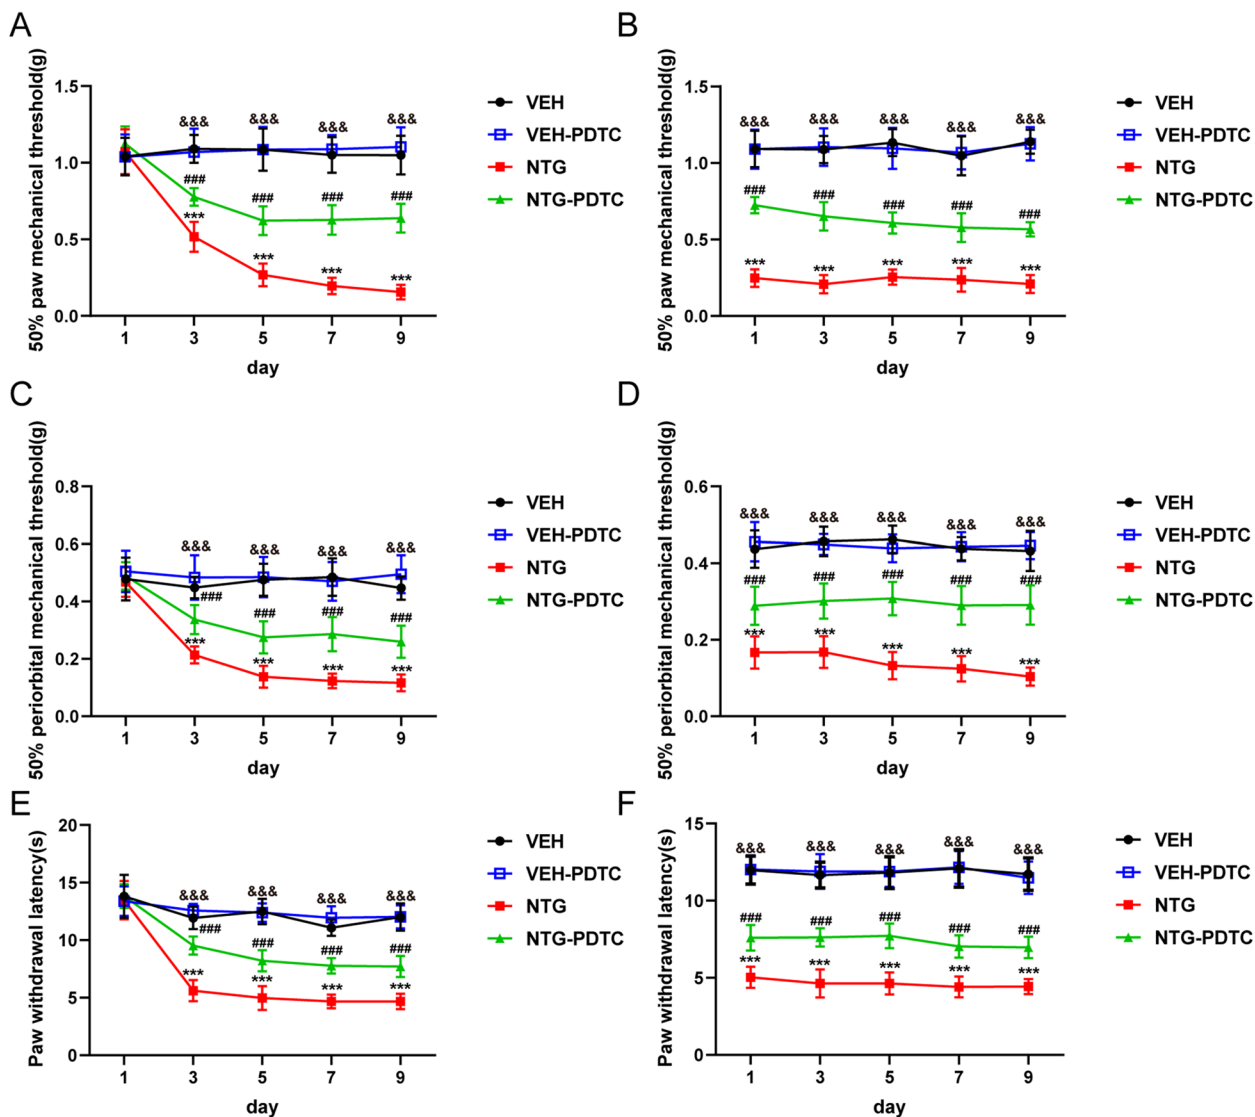 A
50% paw mechanical threshold(g)
1.5
1.0
0.5
0.0
&&& &&& &&& &&&
### ### ### ###
*** *** *** ***
1 3 5 7 9
day
VEH
VEH-PDTC
NTG
NTG-PDTC
B
50% paw mechanical threshold(g)
1.5
1.0
0.5
0.0
&&& &&& &&& &&& &&&
### ### ### ### ###
*** *** *** *** ***
1 3 5 7 9
day
VEH
VEH-PDTC
NTG
NTG-PDTC
C
50% periorbital mechanical threshold(g)
0.8
0.6
0.4
0.2
0.0
&&& &&& &&& &&&
### ### ### ###
*** *** *** ***
1 3 5 7 9
day
VEH
VEH-PDTC
NTG
NTG-PDTC
D
50% periorbital mechanical threshold(g)
0.6
0.4
0.2
0.0
&&& &&& &&& &&& &&&
### ### ### ### ###
*** *** *** *** ***
1 3 5 7 9
day
VEH
VEH-PDTC
NTG
NTG-PDTC
E
Paw withdrawal latency(s)
20
15
10
5
0
&&& &&& &&& &&&
### ### ### ###
*** *** *** ***
1 3 5 7 9
day
VEH
VEH-PDTC
NTG
NTG-PDTC
F
Paw withdrawal latency(s)
15
10
5
0
&&& &&& &&& &&& &&&
### ### ### ### ###
*** *** *** *** ***
1 3 5 7 9
day
VEH
VEH-PDTC
NTG
NTG-PDTC